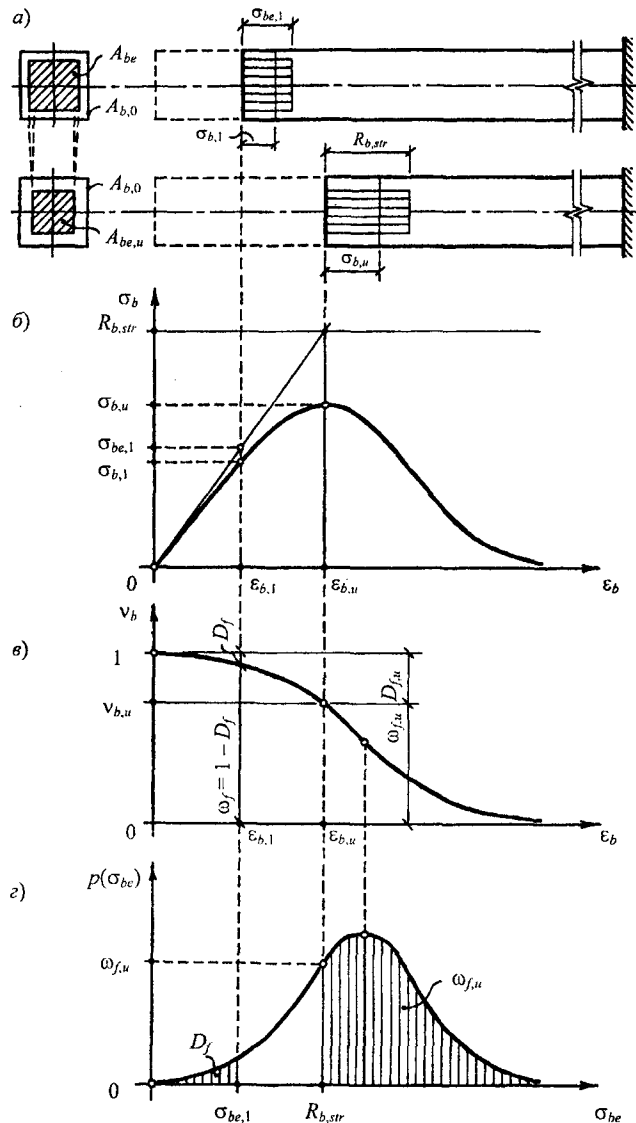 а)
σbe,1
Abe
Ab,0
σb,1
Rb,str
Ab,0
Abe,u
σb,u
б)
σb
Rb,str
σb,u
σbe,1
σb,1
0
εb,1
εb,u
εb
в)
νb
1
Df
Df,u
νb,u
ωf = 1 − Df
ωf,u
0
εb,1
εb,u
εb
г)
p(σbe)
ωf,u
ωf,u
Df
0
σbe,1
Rb,str
σbe